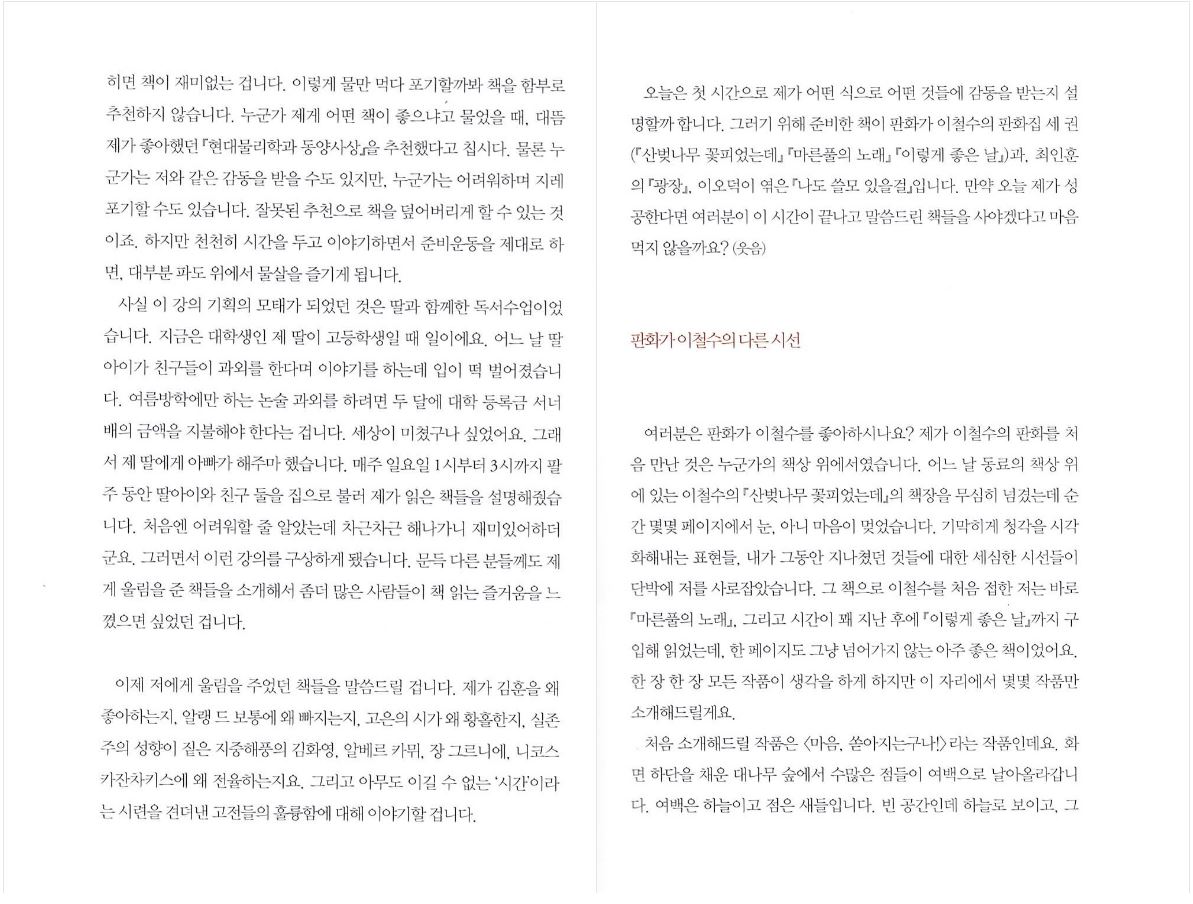 히면 책이 재미없는 겁니다. 이렇게 물만 먹다 포기할까봐 책을 함부로
추천하지 않습니다. 누군가 제게 어떤 책이 좋으냐고 물었을 때, 대뜸
제가 좋아했던 『현대물리학과 동양사상』을 추천했다고 칩시다. 물론 누
군가는 저와 같은 감동을 받을 수도 있지만, 누군가는 어려워하며 지레
포기할 수도 있습니다. 잘못된 추천으로 책을 덮어버리게 할 수 있는 것
이죠. 하지만 천천히 시간을 두고 이야기하면서 준비운동을 제대로 하
면, 대부분 파도 위에서 물살을 즐기게 됩니다.
사실 이 강의 기획의 모태가 되었던 것은 딸과 함께한 독서수업이었
습니다. 지금은 대학생인 제 딸이 고등학생일 때 일이에요. 어느 날 딸
아이가 친구들이 과외를 한다며 이야기를 하는데 입이 떡 벌어졌습니
다. 여름방학에만 하는 논술 과외를 하려면 두 달에 대학 등록금 서너
배의 금액을 지불해야 한다는 겁니다. 세상이 미쳤구나 싶었어요. 그래
서 제 딸에게 아빠가 해주마 했습니다. 매주 일요일 1시부터 3시까지 팔
주 동안 딸아이와 친구 둘을 집으로 불러 제가 읽은 책들을 설명해줬습
니다. 처음엔 어려워할 줄 알았는데 차근차근 해나가니 재미있어하더
군요. 그러면서 이런 강의를 구상하게 됐습니다. 문득 다른 분들께도 제
게 울림을 준 책들을 소개해서 좀더 많은 사람들이 책 읽는 즐거움을 느
꼈으면 싶었던 겁니다.
이제 저에게 울림을 주었던 책들을 말씀드릴 겁니다. 제가 김훈을 왜
좋아하는지, 알랭 드 보통에 왜 빠지는지, 고은의 시가 왜 황홀한지, 실존
주의 성향이 짙은 지중해풍의 김화영, 알베르 카뮈, 장 그르니에, 니코스
카잔차키스에 왜 전율하는지요. 그리고 아무도 이길 수 없는 '시간'이라
는 시련을 견뎌낸 고전들의 훌륭함에 대해 이야기할 겁니다.
오늘은 첫 시간으로 제가 어떤 식으로 어떤 것들에 감동을 받는지 설
명할까 합니다. 그러기 위해 준비한 책이 판화가 이철수의 판화집 세 권
(『산벚나무 꽃피었는데』 『마른풀의 노래』 『이렇게 좋은 날』)과, 최인훈
의 『광장』, 이오덕이 엮은 『나도 쓸모 있을걸』입니다. 만약 오늘 제가 성
공한다면 여러분이 이 시간이 끝나고 말씀드린 책들을 사야겠다고 마음
먹지 않을까요? (웃음)
판화가 이철수의 다른 시선
여러분은 판화가 이철수를 좋아하시나요? 제가 이철수의 판화를 처
음 만난 것은 누군가의 책상 위에서였습니다. 어느 날 동료의 책상 위
에 있는 이철수의 『산벚나무 꽃피었는데』의 책장을 무심히 넘겼는데 순
간 몇몇 페이지에서 눈, 아니 마음이 멎었습니다. 기막히게 청각을 시각
화해내는 표현들, 내가 그동안 지나쳤던 것들에 대한 세심한 시선들이
단박에 저를 사로잡았습니다. 그 책으로 이철수를 처음 접한 저는 바로
『마른풀의 노래』, 그리고 시간이 꽤 지난 후에 『이렇게 좋은 날』까지 구
입해 읽었는데, 한 페이지도 그냥 넘어가지 않는 아주 좋은 책이었어요.
한 장 한 장 모든 작품이 생각을 하게 하지만 이 자리에서 몇몇 작품만
소개해드릴게요.
처음 소개해드릴 작품은 〈마음, 쏟아지는구나!〉라는 작품인데요. 화
면 하단을 채운 대나무 숲에서 수많은 점들이 여백으로 날아올라갑니
다. 여백은 하늘이고 점은 새들입니다. 빈 공간인데 하늘로 보이고, 그